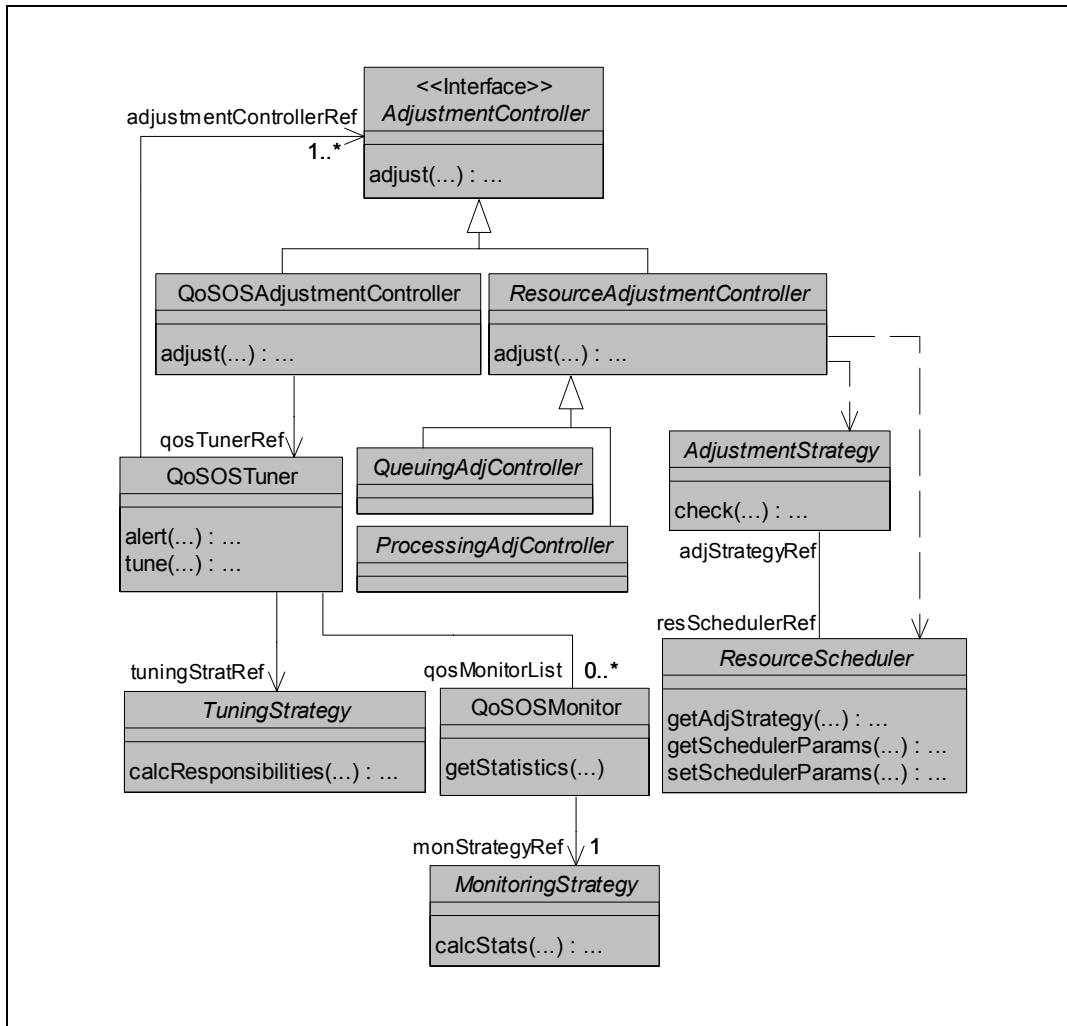 <<Interface>>
AdjustmentController
adjustmentControllerRef
1..*
adjust(...) : ...
QoSOSAdjustmentController
adjust(...) : ...
ResourceAdjustmentController
adjust(...) : ...
qosTunerRef
QoSOSTuner
alert(...) : ...
tune(...) : ...
QueuingAdjController
ProcessingAdjController
AdjustmentStrategy
check(...) : ...
adjStrategyRef
resSchedulerRef
ResourceScheduler
getAdjStrategy(...) : ...
getSchedulerParams(...) : ...
setSchedulerParams(...) : ...
tuningStratRef
TuningStrategy
calcResponsibilities(...) : ...
qosMonitorList
0..*
QoSOSMonitor
getStatistics(...)
monStrategyRef
1
MonitoringStrategy
calcStats(...) : ...